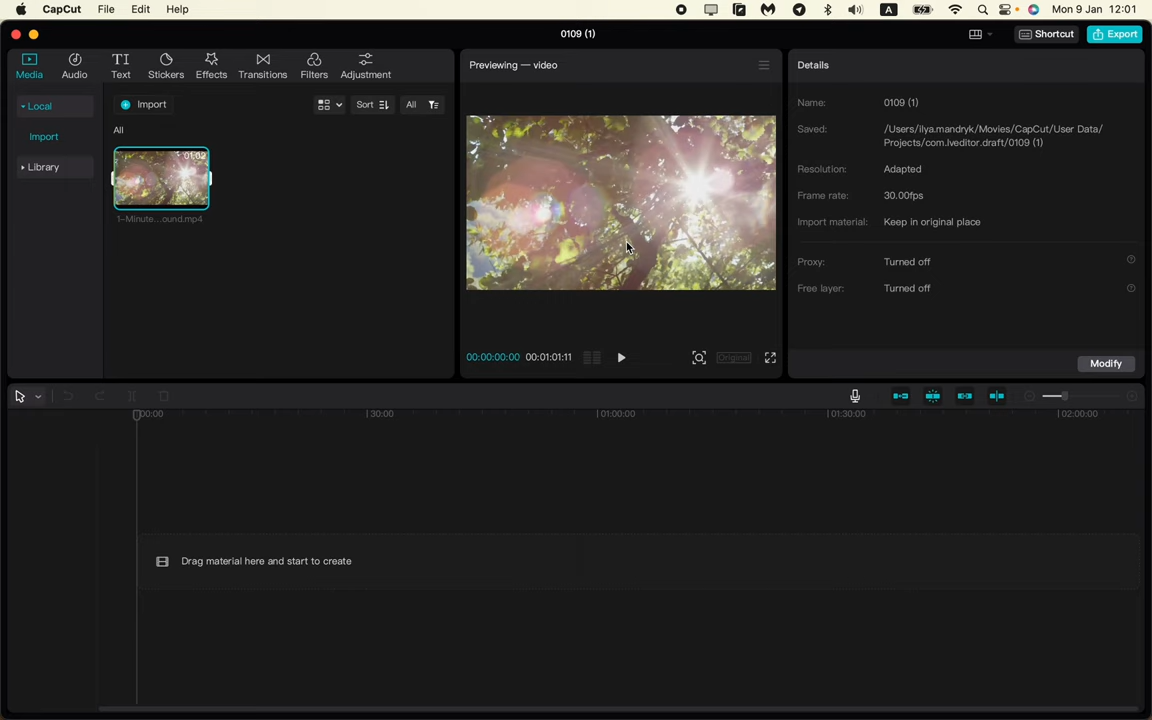 CapCut File Edit View Help A Mon 9 Jan 12:01
0109 (1) Shortcut Export
Media Audio Text Stickers Effects Transitions Filters Adjustment
Local
Import
Library
Import Sort All
All
01:02
1-Minute...ound.mp4
Previewing — video
00:00:00:00 00:01:01:11 Original
Details
Name: 0109 (1)
Saved: /Users/ilya.mandryk/Movies/CapCut/User Data/
Projects/com.lveditor.draft/0109 (1)
Resolution: Adapted
Frame rate: 30.00fps
Import material: Keep in original place
Proxy: Turned off
Free layer: Turned off
Modify
00:00 30:00 01:00:00 01:30:00 02:00:00
Drag material here and start to create